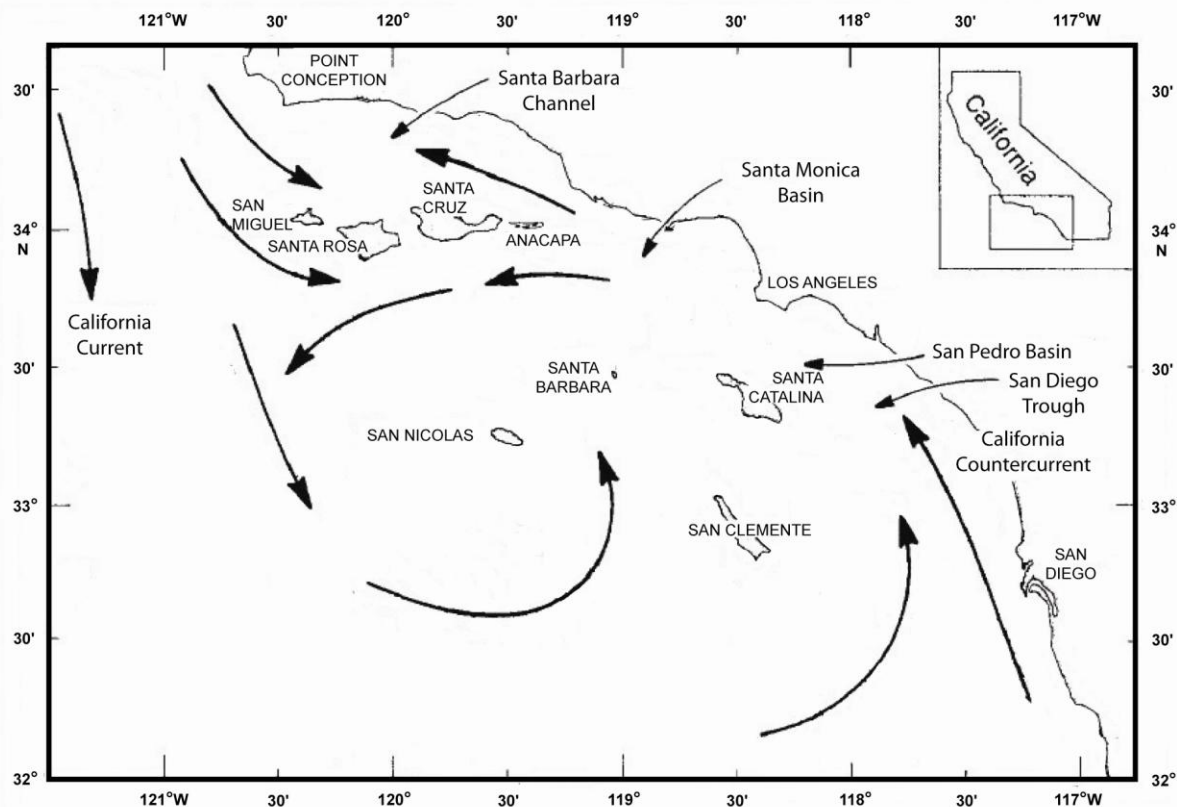 121°W 30' 120° 30' 119° 30' 118° 30' 117°W
30' 30'
POINT
CONCEPTION
Santa Barbara
Channel
California
SAN
MIGUEL
SANTA ROSA
SANTA
CRUZ
ANACAPA
Santa Monica
Basin
34°
N
34°
N
LOS ANGELES
California
Current
30' 30'
SANTA
BARBARA
SANTA
CATALINA
San Pedro Basin
San Diego
Trough
SAN NICOLAS
California
Countercurrent
33° 33°
SAN CLEMENTE
SAN
DIEGO
30' 30'
32° 32°
121°W 30' 120° 30' 119° 30' 118° 30' 117°W